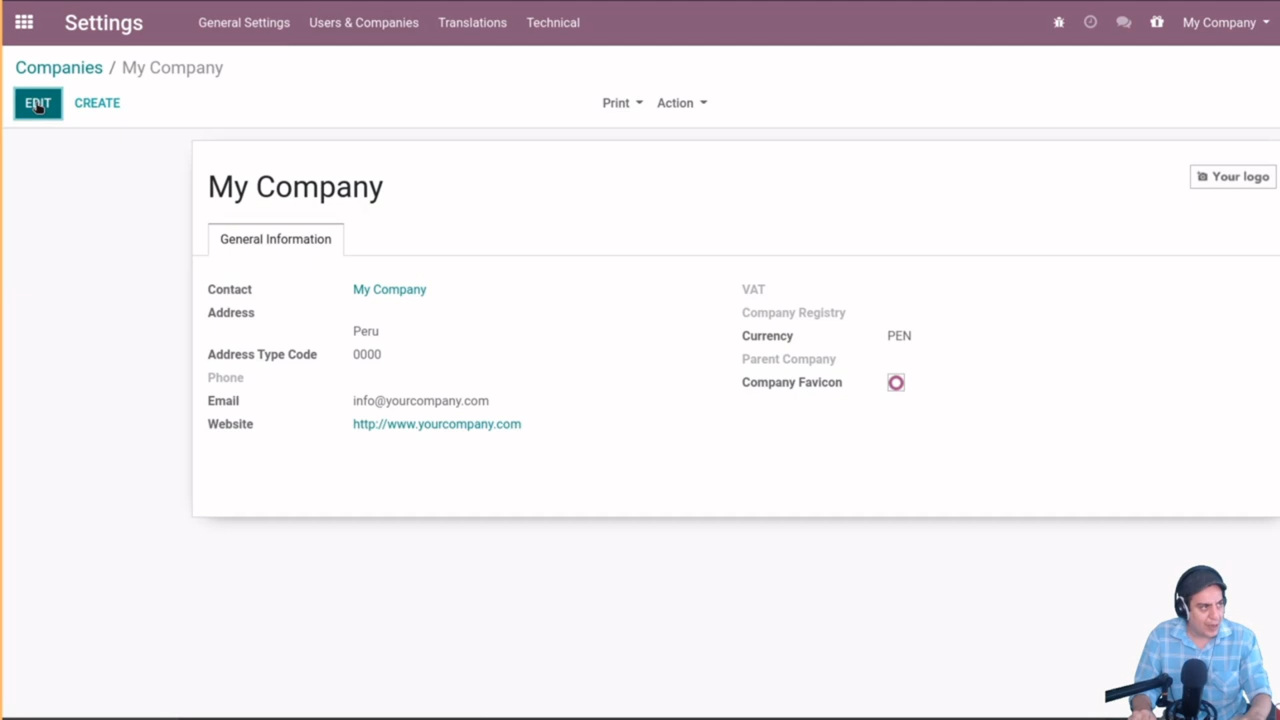 Settings General Settings Users & Companies Translations Technical My Company
Companies / My Company
EDIT CREATE Print Action
My Company
Your logo
General Information
Contact My Company
Address
Peru
Address Type Code 0000
Phone
Email info@yourcompany.com
Website http://www.yourcompany.com
VAT
Company Registry
Currency PEN
Parent Company
Company Favicon